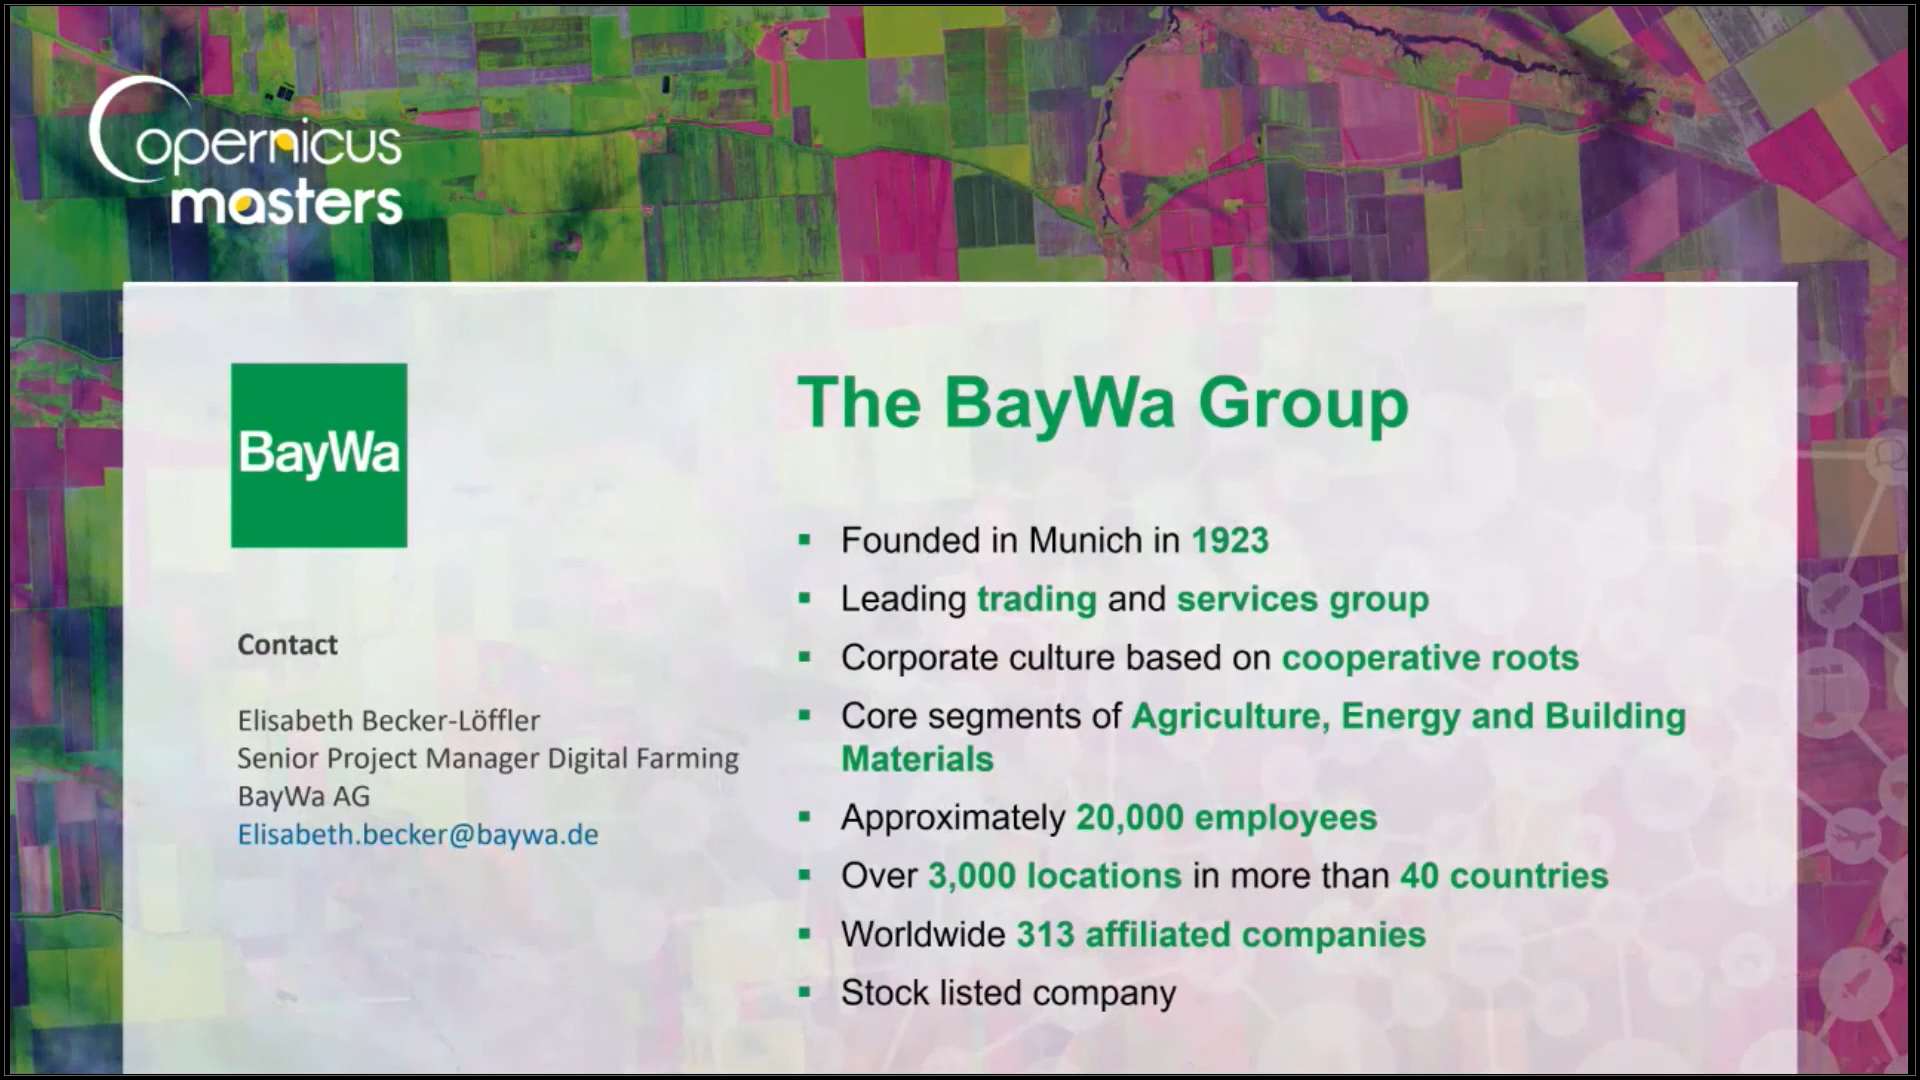 Copernicus
masters
BayWa
Contact
Elisabeth Becker-Löffler
Senior Project Manager Digital Farming
BayWa AG
Elisabeth.becker@baywa.de
The BayWa Group
▪ Founded in Munich in 1923
▪ Leading trading and services group
▪ Corporate culture based on cooperative roots
▪ Core segments of Agriculture, Energy and Building
Materials
▪ Approximately 20,000 employees
▪ Over 3,000 locations in more than 40 countries
▪ Worldwide 313 affiliated companies
▪ Stock listed company